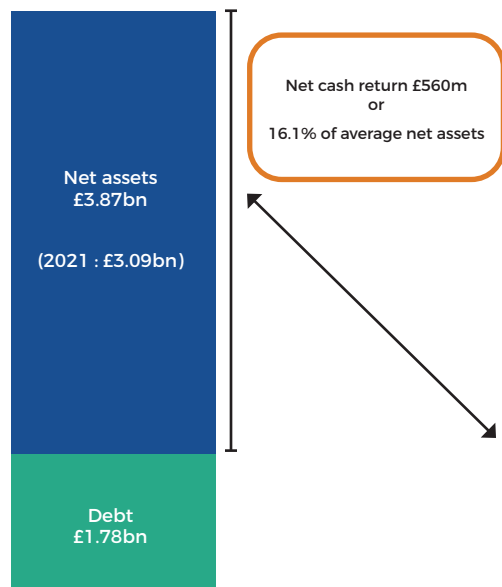 Net cash return £560m
or
16.1% of average net assets
Net assets
£3.87bn
(2021 : £3.09bn)
Debt
£1.78bn